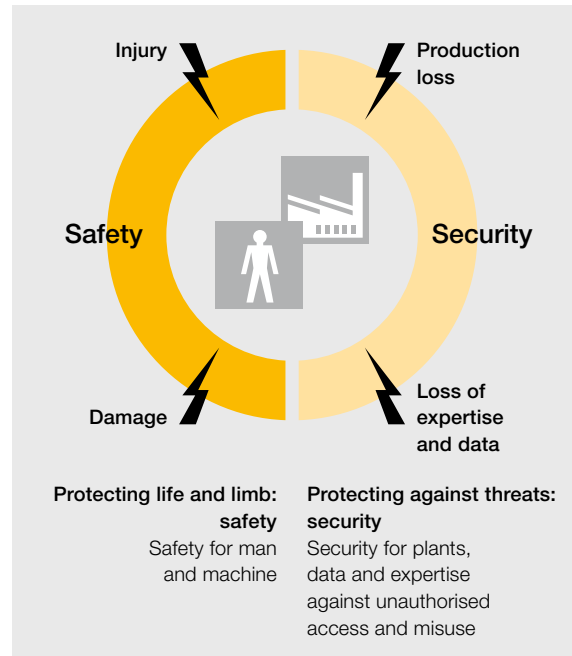 Injury
Production
loss
Safety
Security
Damage
Loss of
expertise
and data
Protecting life and limb:
safety
Safety for man
and machine
Protecting against threats:
security
Security for plants,
data and expertise
against unauthorised
access and misuse